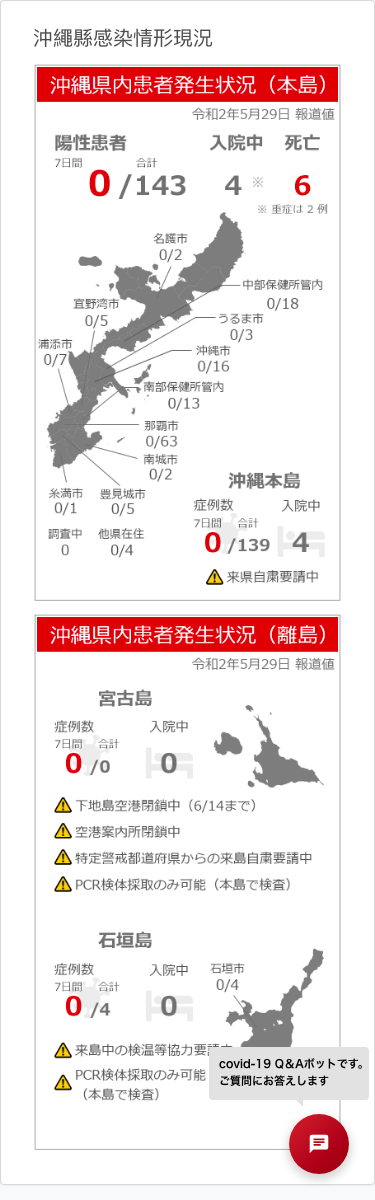 沖繩縣感染情形現況
沖縄県内患者発生状況（本島）
令和2年5月29日 報道値
陽性患者 入院中 死亡
7日間 合計
0 /143 4 ※ 6
※ 重症は 2 例
名護市
0/2
中部保健所管内
0/18
宜野湾市
0/5
うるま市
0/3
浦添市
0/7
沖縄市
0/16
南部保健所管内
0/13
那覇市
0/63
南城市
0/2
糸満市
0/1
豊見城市
0/5
調査中
0
他県在住
0/4
沖縄本島
症例数 入院中
7日間 合計
0 /139 4
来県自粛要請中
沖縄県内患者発生状況（離島）
令和2年5月29日 報道値
宮古島
症例数 入院中
7日間 合計
0 /0 0
下地島空港閉鎖中（6/14まで）
空港案内所閉鎖中
特定警戒都道府県からの来島自粛要請中
PCR検体採取のみ可能（本島で検査）
石垣島
症例数 入院中
7日間 合計
0 /4 0
石垣市
0/4
来島中の検温等協力要請中
PCR検体採取のみ可能
（本島で検査）
covid-19 Q&Aボットです。
ご質問にお答えします